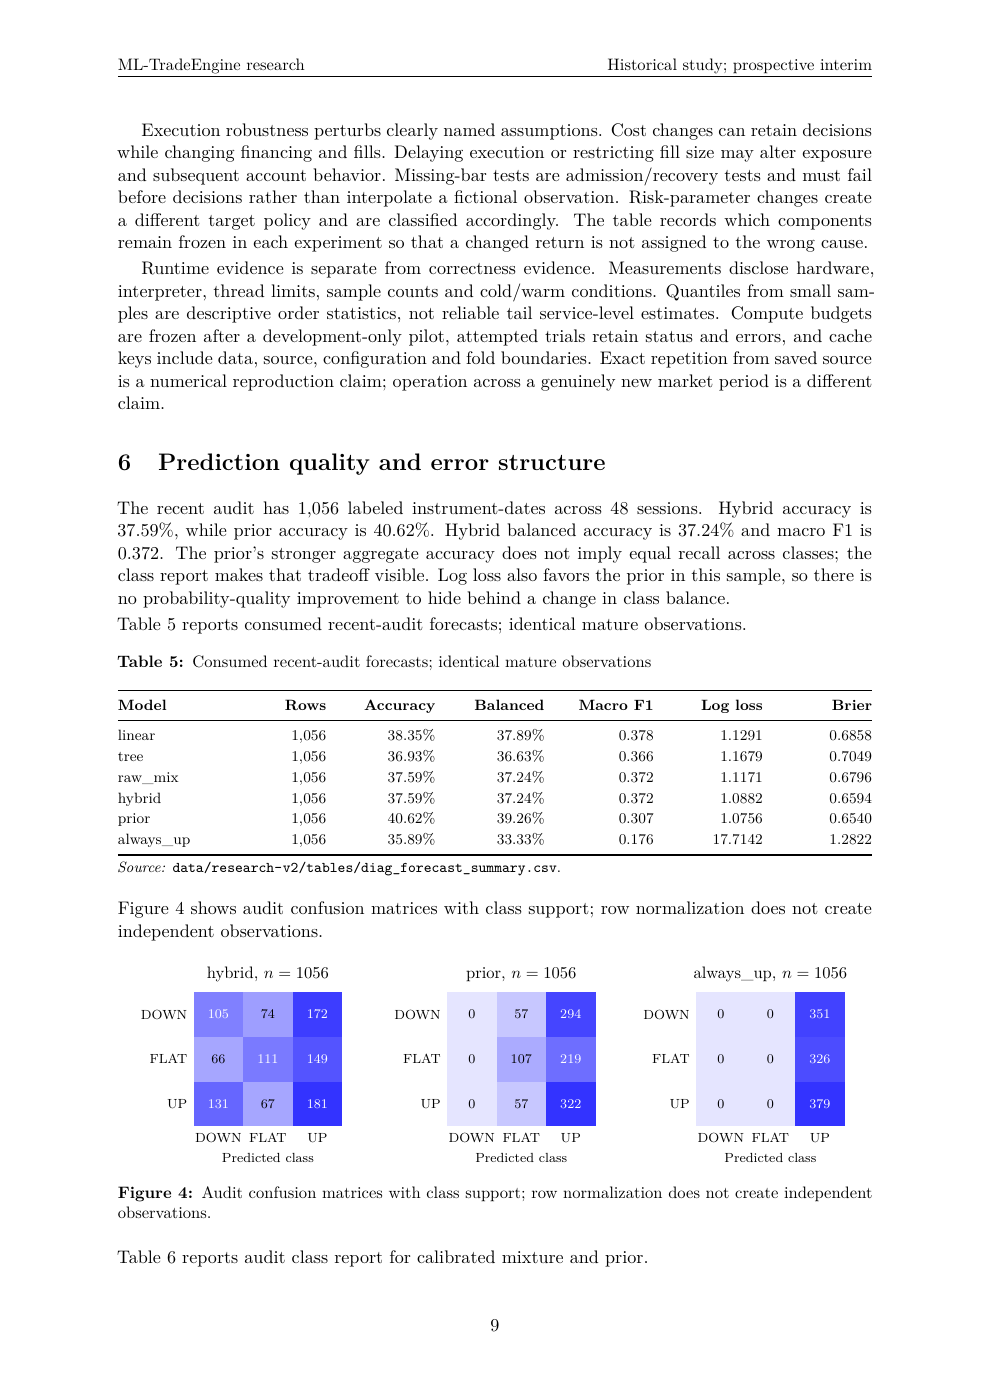 ML-TradeEngine research Historical study; prospective interim
Execution robustness perturbs clearly named assumptions. Cost changes can retain decisions
while changing financing and fills. Delaying execution or restricting fill size may alter exposure
and subsequent account behavior. Missing-bar tests are admission/recovery tests and must fail
before decisions rather than interpolate a fictional observation. Risk-parameter changes create
a different target policy and are classified accordingly. The table records which components
remain frozen in each experiment so that a changed return is not assigned to the wrong cause.
Runtime evidence is separate from correctness evidence. Measurements disclose hardware,
interpreter, thread limits, sample counts and cold/warm conditions. Quantiles from small sam-
ples are descriptive order statistics, not reliable tail service-level estimates. Compute budgets
are frozen after a development-only pilot, attempted trials retain status and errors, and cache
keys include data, source, configuration and fold boundaries. Exact repetition from saved source
is a numerical reproduction claim; operation across a genuinely new market period is a different
claim.
6 Prediction quality and error structure
The recent audit has 1,056 labeled instrument-dates across 48 sessions. Hybrid accuracy is
37.59%, while prior accuracy is 40.62%. Hybrid balanced accuracy is 37.24% and macro F1 is
0.372. The prior's stronger aggregate accuracy does not imply equal recall across classes; the
class report makes that tradeoff visible. Log loss also favors the prior in this sample, so there is
no probability-quality improvement to hide behind a change in class balance.
Table 5 reports consumed recent-audit forecasts; identical mature observations.
Table 5: Consumed recent-audit forecasts; identical mature observations
Model Rows Accuracy Balanced Macro F1 Log loss Brier
linear 1,056 38.35% 37.89% 0.378 1.1291 0.6858
tree 1,056 36.93% 36.63% 0.366 1.1679 0.7049
raw_mix 1,056 37.59% 37.24% 0.372 1.1171 0.6796
hybrid 1,056 37.59% 37.24% 0.372 1.0882 0.6594
prior 1,056 40.62% 39.26% 0.307 1.0756 0.6540
always_up 1,056 35.89% 33.33% 0.176 17.7142 1.2822
Source: data/research-v2/tables/diag_forecast_summary.csv.
Figure 4 shows audit confusion matrices with class support; row normalization does not create
independent observations.
hybrid, n = 1056 prior, n = 1056 always_up, n = 1056
DOWN 105 74 172 DOWN 0 57 294 DOWN 0 0 351
FLAT 66 111 149 FLAT 0 107 219 FLAT 0 0 326
UP 131 67 181 UP 0 57 322 UP 0 0 379
DOWN FLAT UP DOWN FLAT UP DOWN FLAT UP
Predicted class Predicted class Predicted class
Figure 4: Audit confusion matrices with class support; row normalization does not create independent
observations.
Table 6 reports audit class report for calibrated mixture and prior.
9